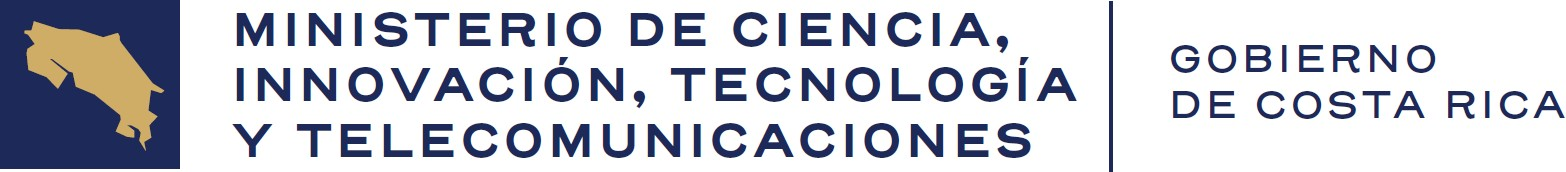 MINISTERIO DE CIENCIA,
INNOVACIÓN, TECNOLOGÍA
Y TELECOMUNICACIONES
GOBIERNO
DE COSTA RICA